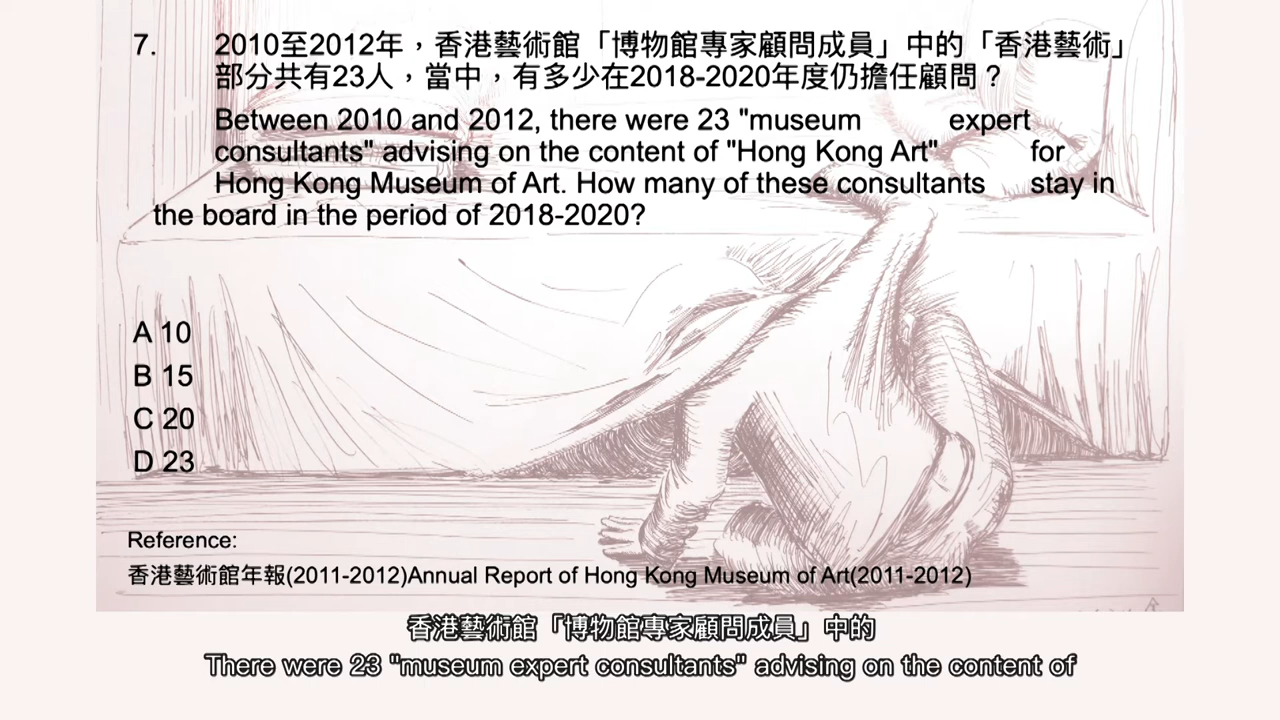 7. 2010至2012年，香港藝術館「博物館專家顧問成員」中的「香港藝術」
部分共有23人，當中，有多少在2018-2020年度仍擔任顧問？
Between 2010 and 2012, there were 23 "museum expert
consultants" advising on the content of "Hong Kong Art" for
Hong Kong Museum of Art. How many of these consultants stay in
the board in the period of 2018-2020?
A 10
B 15
C 20
D 23
Reference:
香港藝術館年報(2011-2012)Annual Report of Hong Kong Museum of Art(2011-2012)
香港藝術館「博物館專家顧問成員」中的
There were 23 "museum expert consultants" advising on the content of